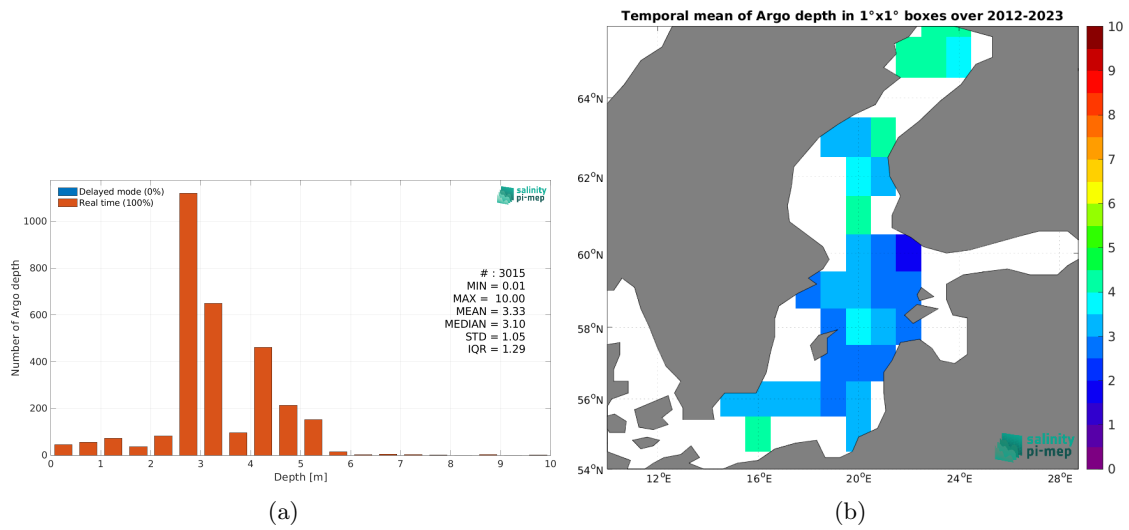 Temporal mean of Argo depth in 1°x1° boxes over 2012-2023
Delayed mode (0%)
Real time (100%)
salinity
pi-mep
# : 3015
MIN = 0.01
MAX = 10.00
MEAN = 3.33
MEDIAN = 3.10
STD = 1.05
IQR = 1.29
Number of Argo depth
1000
800
600
400
200
0
0 1 2 3 4 5 6 7 8 9 10
Depth [m]
(a)
64°N
62°N
60°N
58°N
56°N
54°N
12°E 16°E 20°E 24°E 28°E
salinity
pi-mep
10
9
8
7
6
5
4
3
2
1
0
(b)